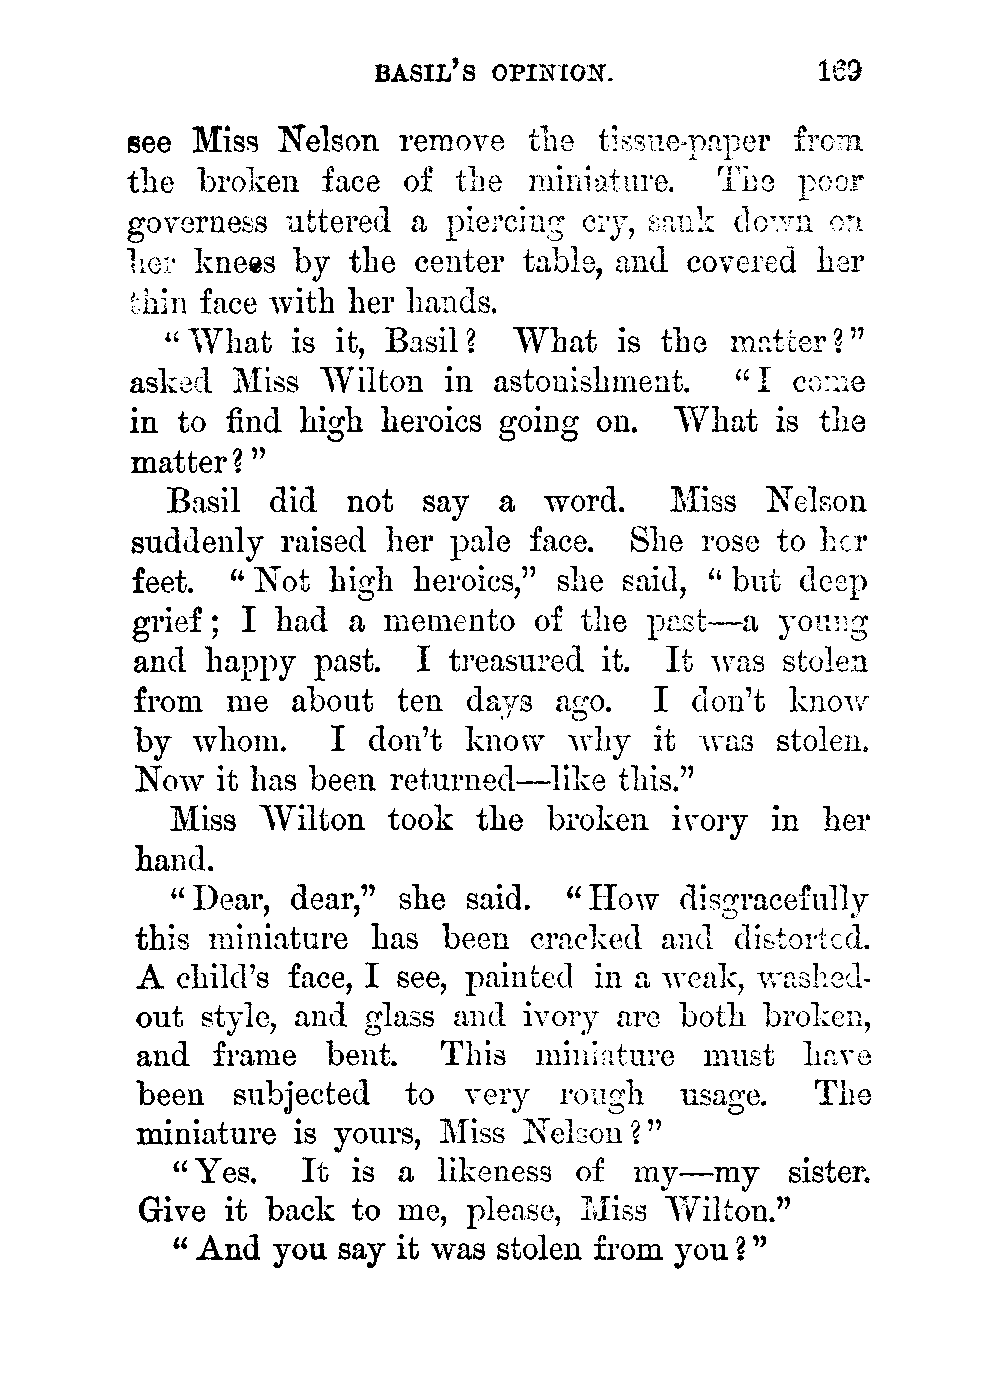 BASIL'S OPINION. 169
see Miss Nelson remove the tissue-paper from
the broken face of the miniature. The poor
governess uttered a piercing cry, sank down on
her knees by the center table, and covered her
thin face with her hands.
“What is it, Basil? What is the matter?”
asked Miss Wilton in astonishment. “I come
in to find high heroics going on. What is the
matter?”
Basil did not say a word. Miss Nelson
suddenly raised her pale face. She rose to her
feet. “Not high heroics,” she said, “but deep
grief; I had a memento of the past—a young
and happy past. I treasured it. It was stolen
from me about ten days ago. I don't know
by whom. I don't know why it was stolen.
Now it has been returned—like this.”
Miss Wilton took the broken ivory in her
hand.
“Dear, dear,” she said. “How disgracefully
this miniature has been cracked and distorted.
A child's face, I see, painted in a weak, washed-
out style, and glass and ivory are both broken,
and frame bent. This miniature must have
been subjected to very rough usage. The
miniature is yours, Miss Nelson?”
“Yes. It is a likeness of my—my sister.
Give it back to me, please, Miss Wilton.”
“And you say it was stolen from you?”